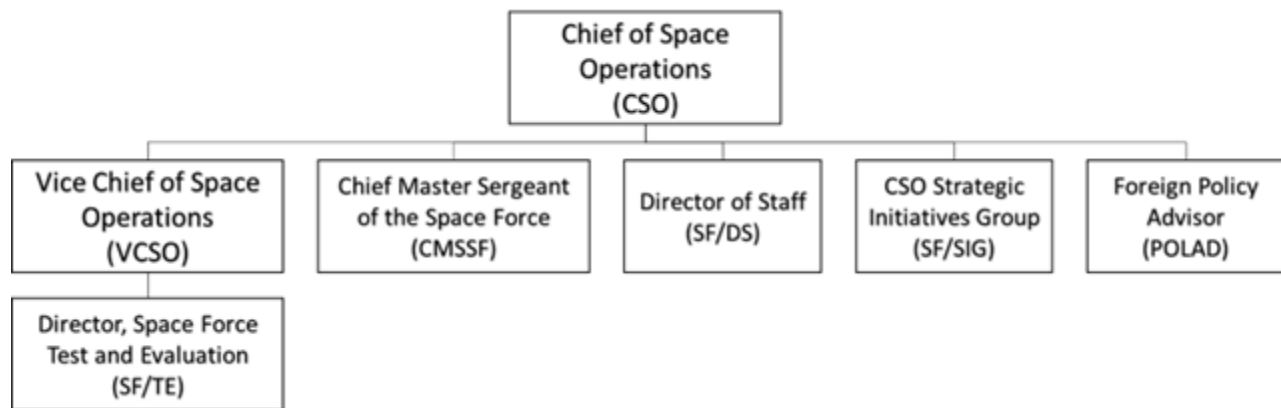 Chief of Space
Operations
(CSO)
Vice Chief of Space
Operations
(VCSO)
Chief Master Sergeant
of the Space Force
(CMSSF)
Director of Staff
(SF/DS)
CSO Strategic
Initiatives Group
(SF/SIG)
Foreign Policy
Advisor
(POLAD)
Director, Space Force
Test and Evaluation
(SF/TE)